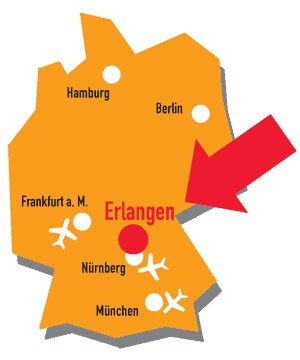 Hamburg
Berlin
Frankfurt a. M.
Erlangen
Nürnberg
München